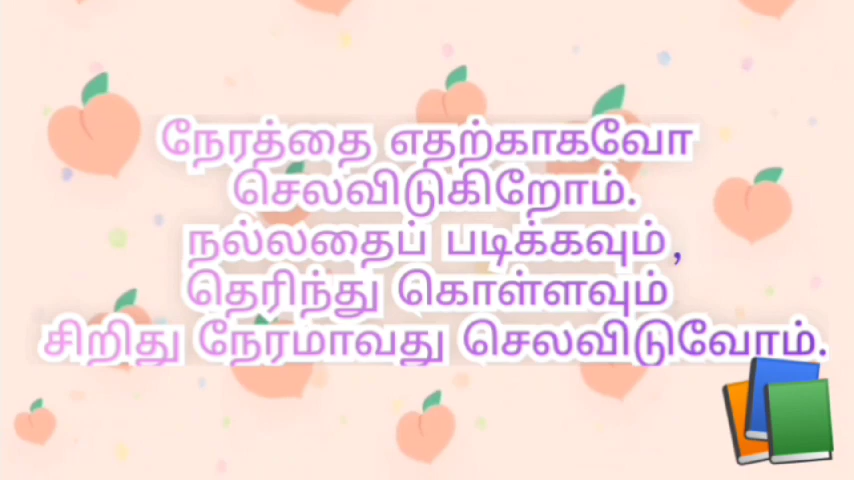 நேரத்தை எதற்காகவோ
செலவிடுகிறோம்.
நல்லதைப் படிக்கவும்,
தெரிந்து கொள்ளவும்
சிறிது நேரமாவது செலவிடுவோம்.